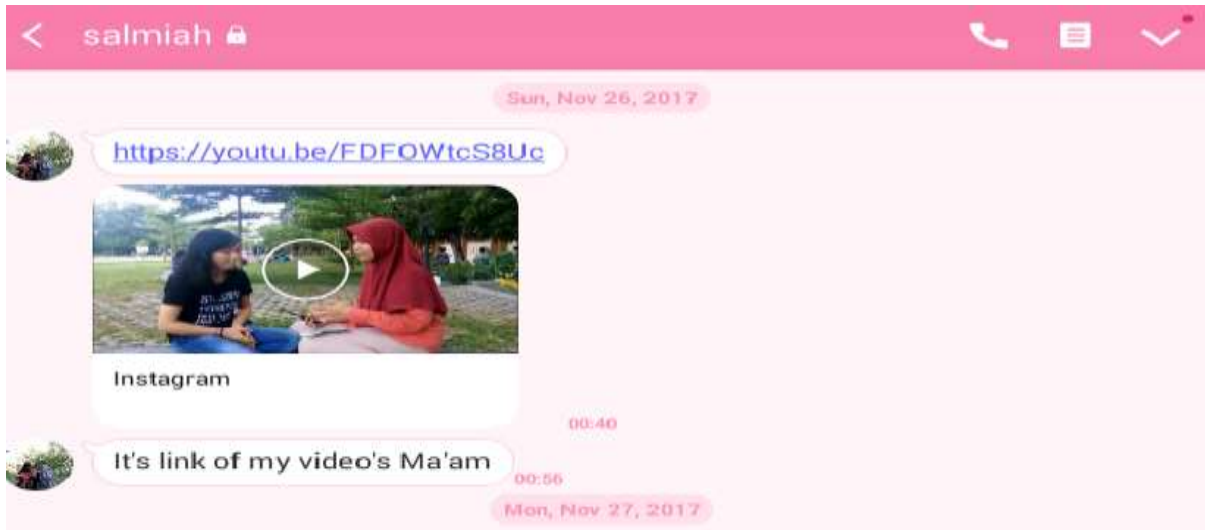 salmiah
Sun, Nov 26, 2017
https://youtu.be/FDFOWtcS8Uc
Instagram
00:40
It's link of my video's Ma'am
00:56
Mon, Nov 27, 2017